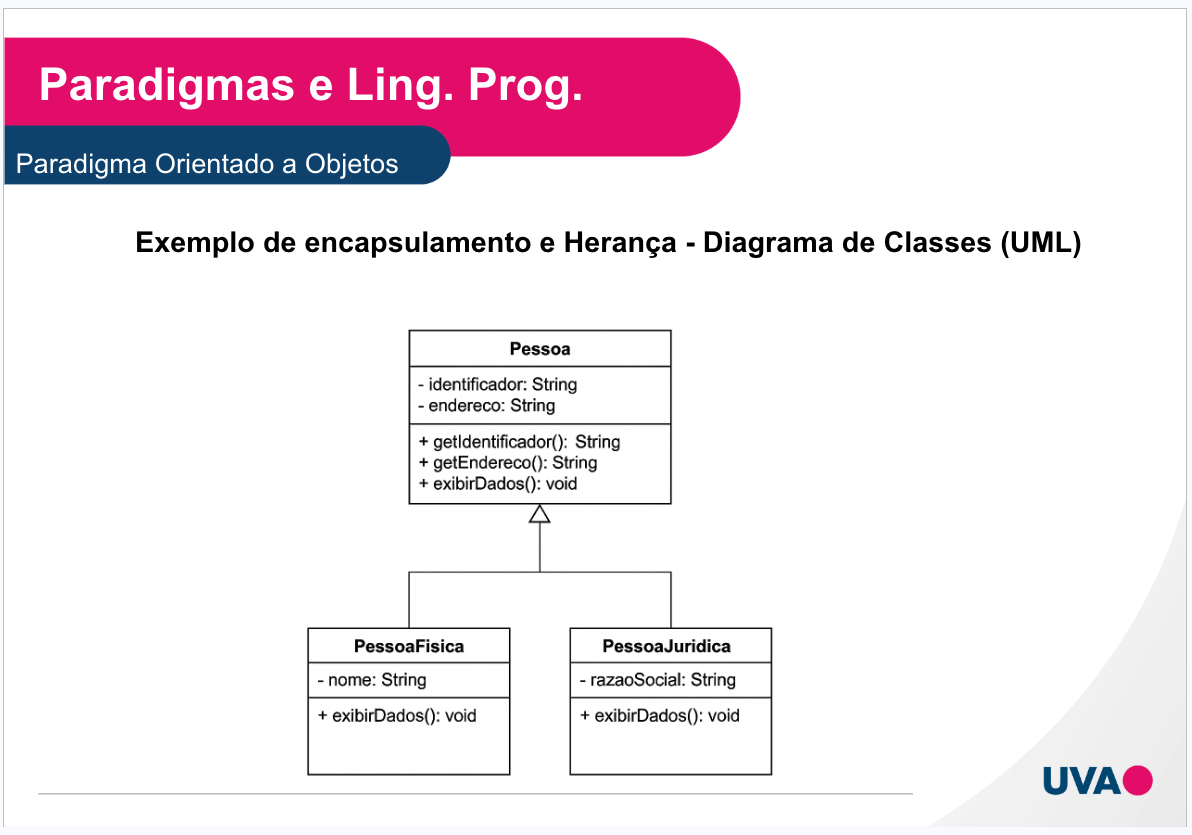 Paradigmas e Ling. Prog.
Paradigma Orientado a Objetos
Exemplo de encapsulamento e Herança - Diagrama de Classes (UML)
Pessoa
- identificador: String
- endereco: String
+ getIdentificador(): String
+ getEndereco(): String
+ exibirDados(): void
PessoaFisica
- nome: String
+ exibirDados(): void
PessoaJuridica
- razaoSocial: String
+ exibirDados(): void
UVA